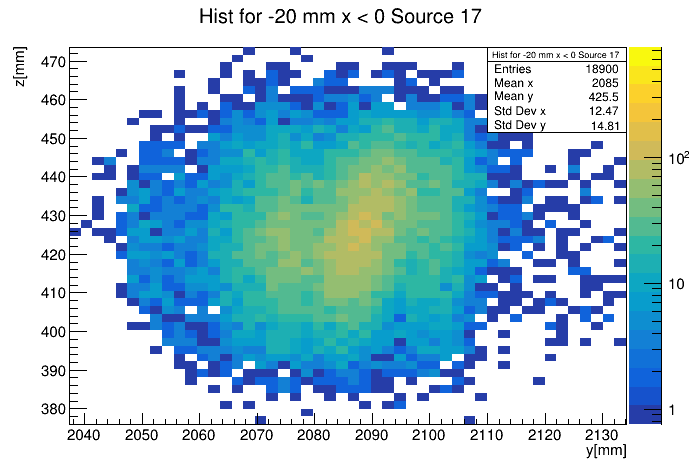 Hist for -20 mm x < 0 Source 17
z[mm]
Hist for -20 mm x < 0 Source 17
Entries 18900
Mean x 2085
Mean y 425.5
Std Dev x 12.47
Std Dev y 14.81
470
460
450
440
430
420
410
400
390
380
10²
10
1
2040 2050 2060 2070 2080 2090 2100 2110 2120 2130
y[mm]